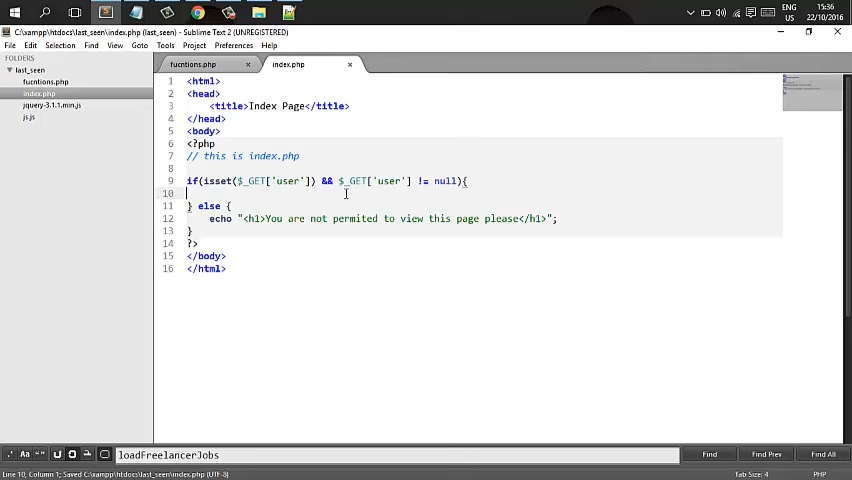 15:36
ENG
US
22/10/2016
C:\xampp\htdocs\last_seen\index.php (last_seen) - Sublime Text 2 (UNREGISTERED)
File Edit Selection Find View Goto Tools Project Preferences Help
FOLDERS
last_seen
fucntions.php
index.php
jquery-3.1.1.min.js
js.js
fucntions.php × index.php ×
1 <html>
2 <head>
3 <title>Index Page</title>
4 </head>
5 <body>
6 <?php
7 // this is index.php
8
9 if(isset($_GET['user']) && $_GET['user'] != null){
10
11 } else {
12 echo "<h1>You are not permited to view this page please</h1>";
13 }
14 ?>
15 </body>
16 </html>
.* Aa “” loadFreelancerJobs Find Find Prev Find All
Line 10, Column 1; Saved C:\xampp\htdocs\last_seen\index.php (UTF-8) Tab Size: 4 PHP